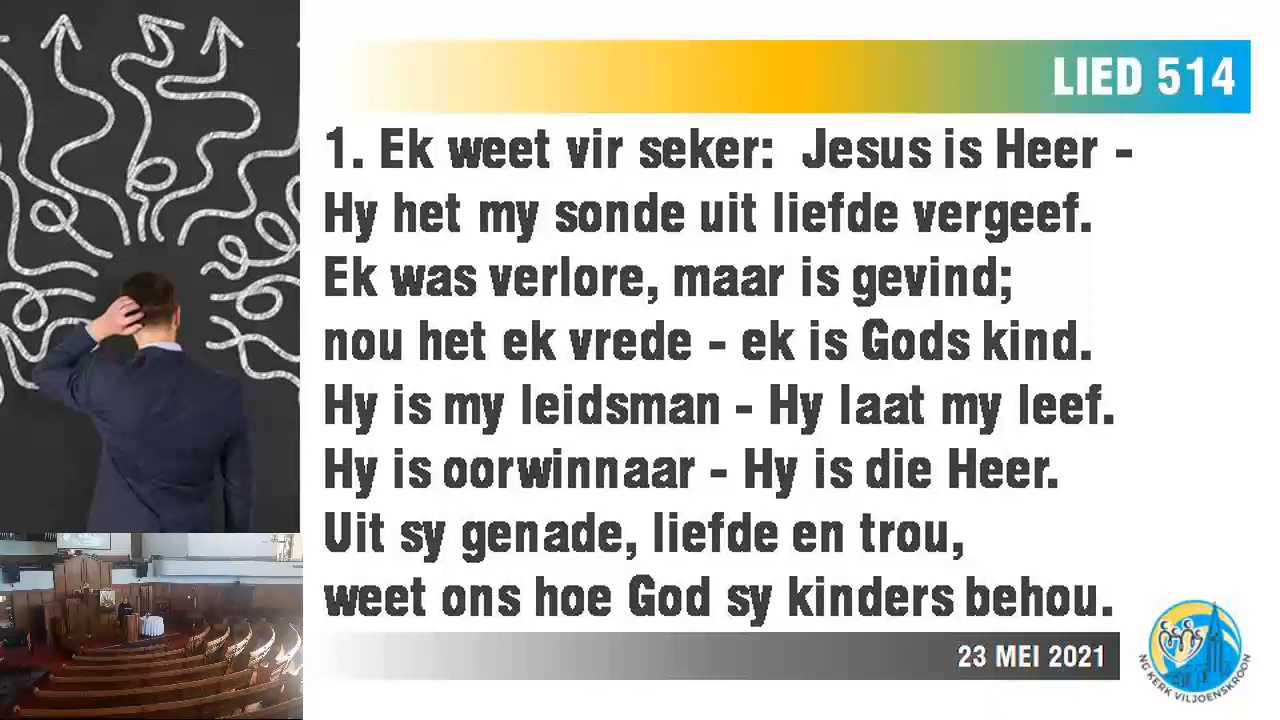 LIED 514
1. Ek weet vir seker: Jesus is Heer -
Hy het my sonde uit liefde vergeef.
Ek was verlore, maar is gevind;
nou het ek vrede - ek is Gods kind.
Hy is my leidsman - Hy laat my leef.
Hy is oorwinnaar - Hy is die Heer.
Uit sy genade, liefde en trou,
weet ons hoe God sy kinders behou.
23 MEI 2021
NG KERK VILJOENSKROON